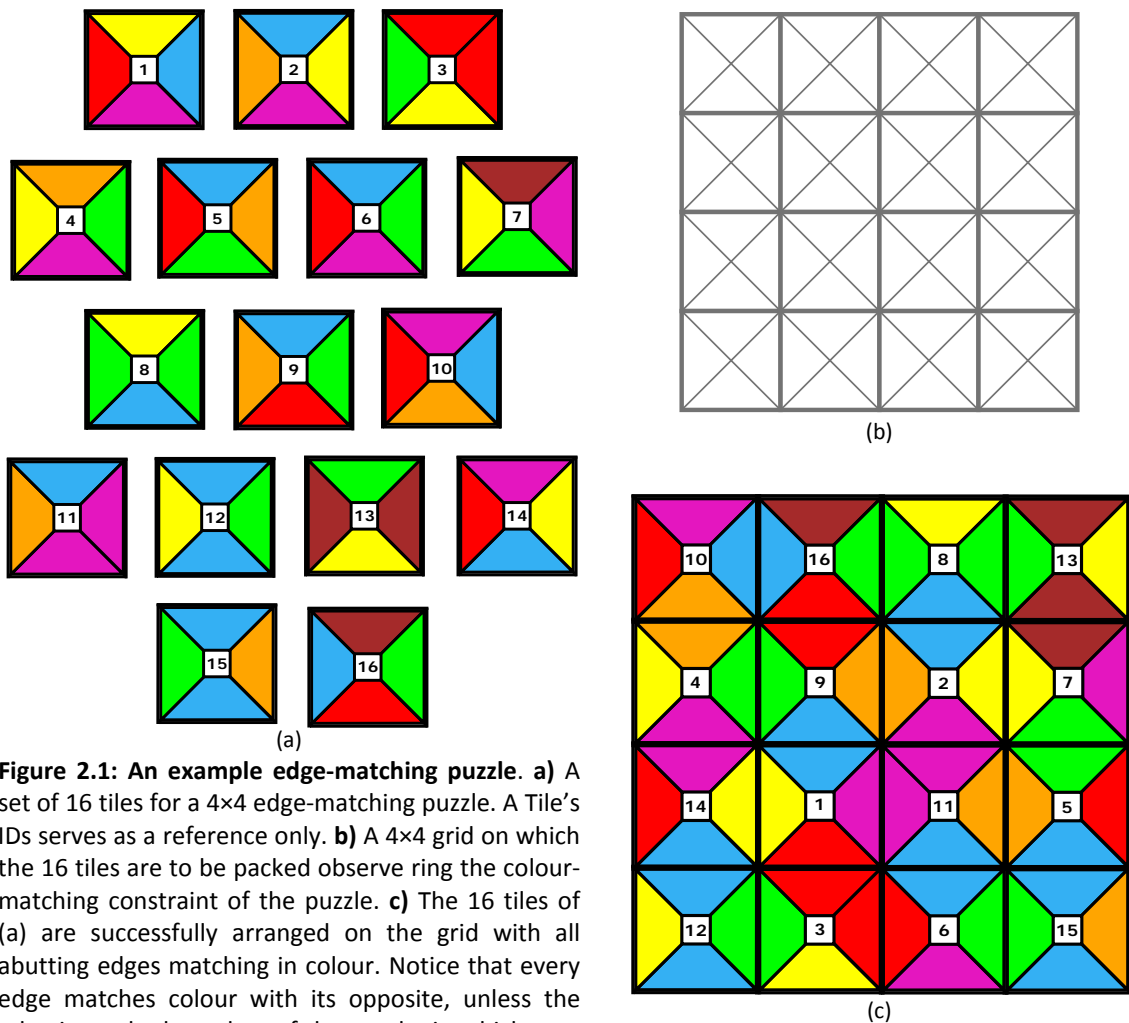 1 2 3
4 5 6 7
8 9 10
11 12 13 14
15 16
(a)
Figure 2.1: An example edge-matching puzzle. a) A
set of 16 tiles for a 4×4 edge-matching puzzle. A Tile's
IDs serves as a reference only. b) A 4×4 grid on which
the 16 tiles are to be packed observe ring the colour-
matching constraint of the puzzle. c) The 16 tiles of
(a) are successfully arranged on the grid with all
abutting edges matching in colour. Notice that every
edge matches colour with its opposite, unless the
(b)
10 16 8 13
4 9 2 7
14 1 11 5
12 3 6 15
(c)